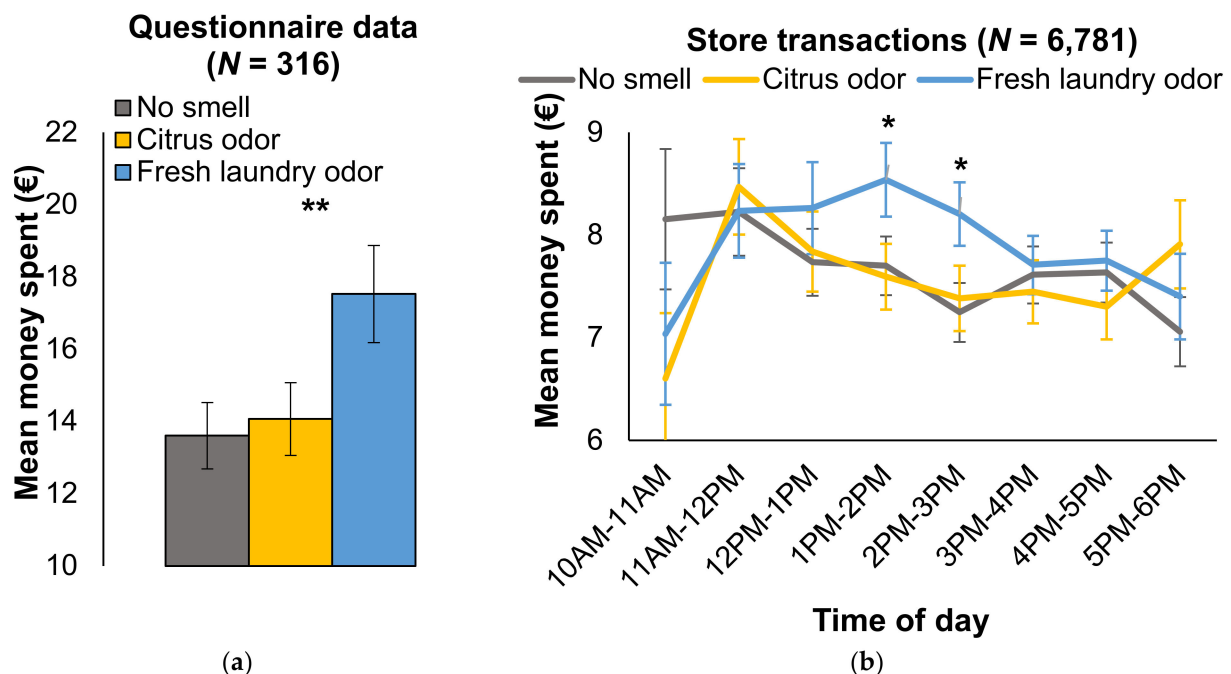 Questionnaire data
(N = 316)
No smell
Citrus odor
Fresh laundry odor
**
Mean money spent (€)
22
20
18
16
14
12
10
(a)
Store transactions (N = 6,781)
No smell Citrus odor Fresh laundry odor
Mean money spent (€)
9
8
7
6
*
*
10AM-11AM
11AM-12PM
12PM-1PM
1PM-2PM
2PM-3PM
3PM-4PM
4PM-5PM
5PM-6PM
Time of day
(b)